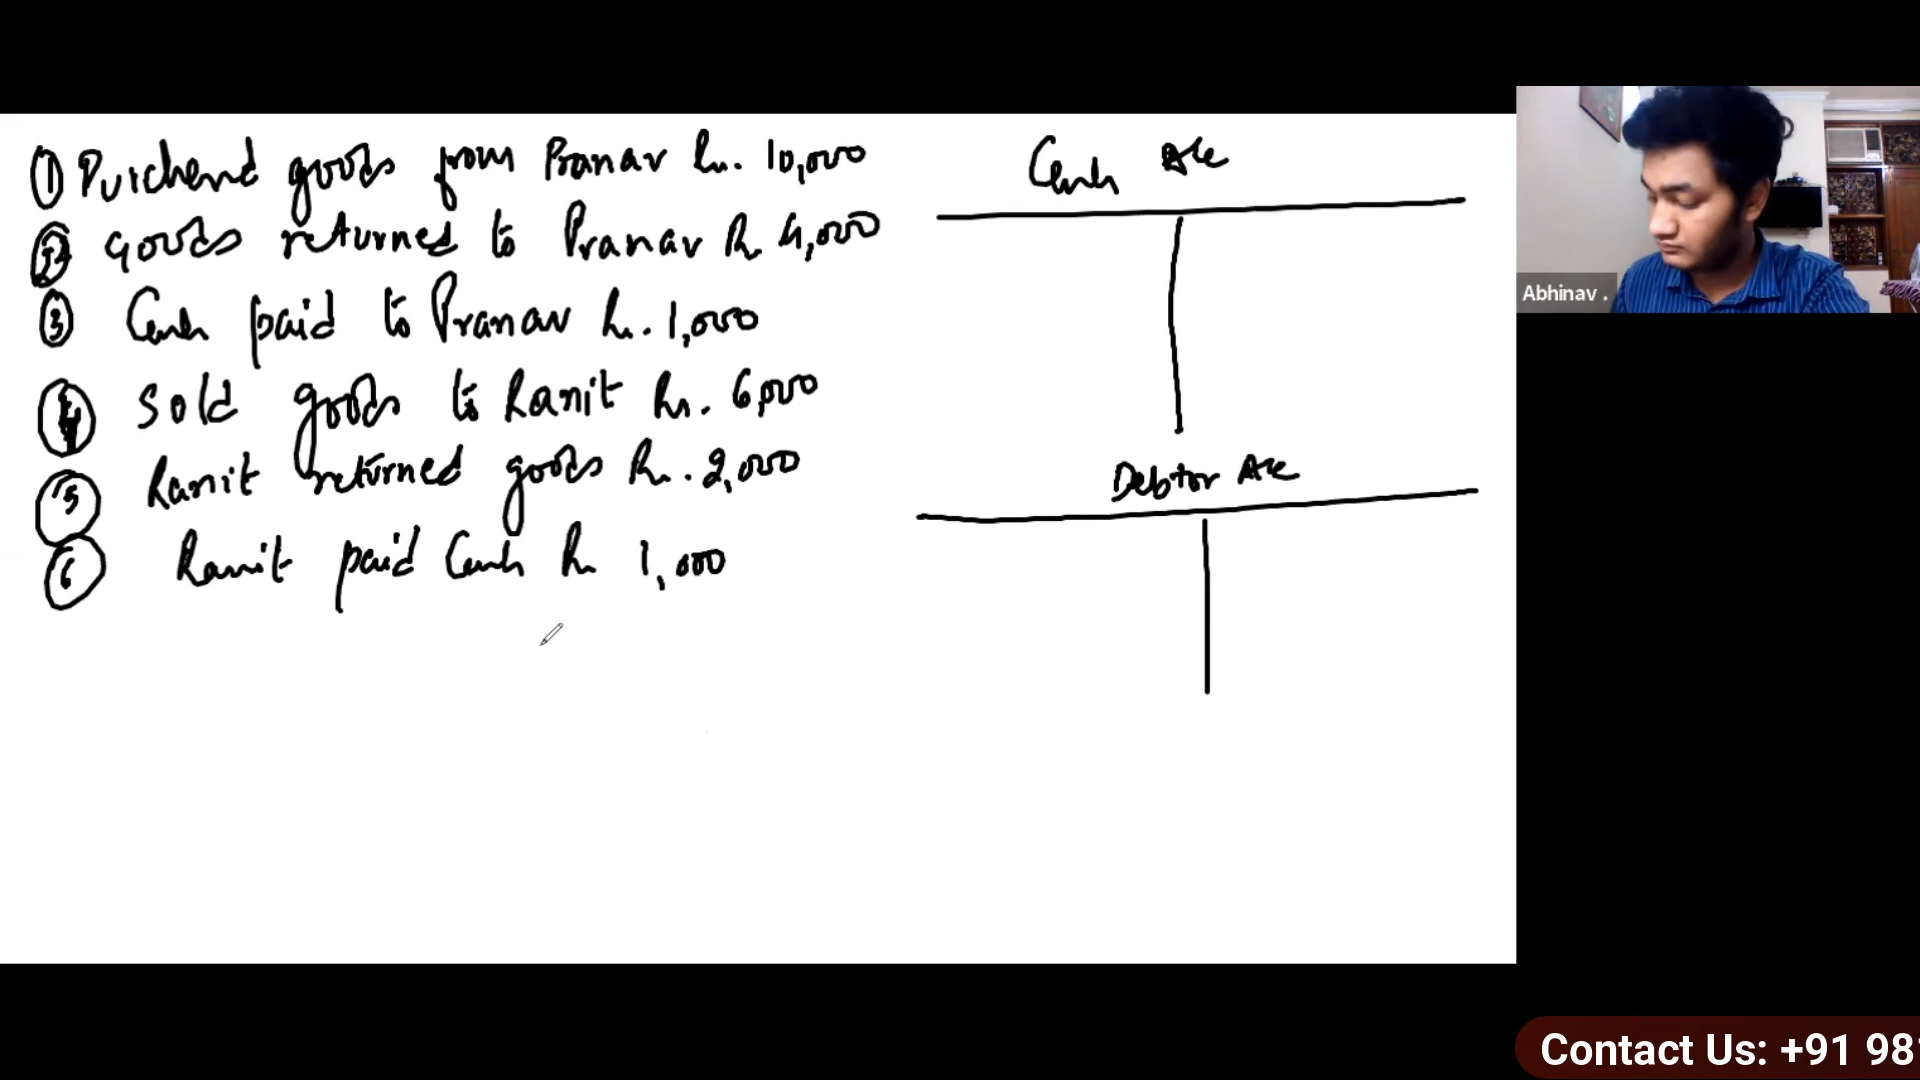 ① Purchased goods from Pranav Rs. 10,000
② Goods returned to Pranav Rs 4,000
③ Cash paid to Pranav Rs. 1,000
④ Sold goods to Ranit Rs. 6,000
⑤ Ranit returned goods Rs. 2,000
⑥ Ranit paid Cash Rs 1,000
Cash A/c
Debtor A/c
Abhinav .
Contact Us: +91 98